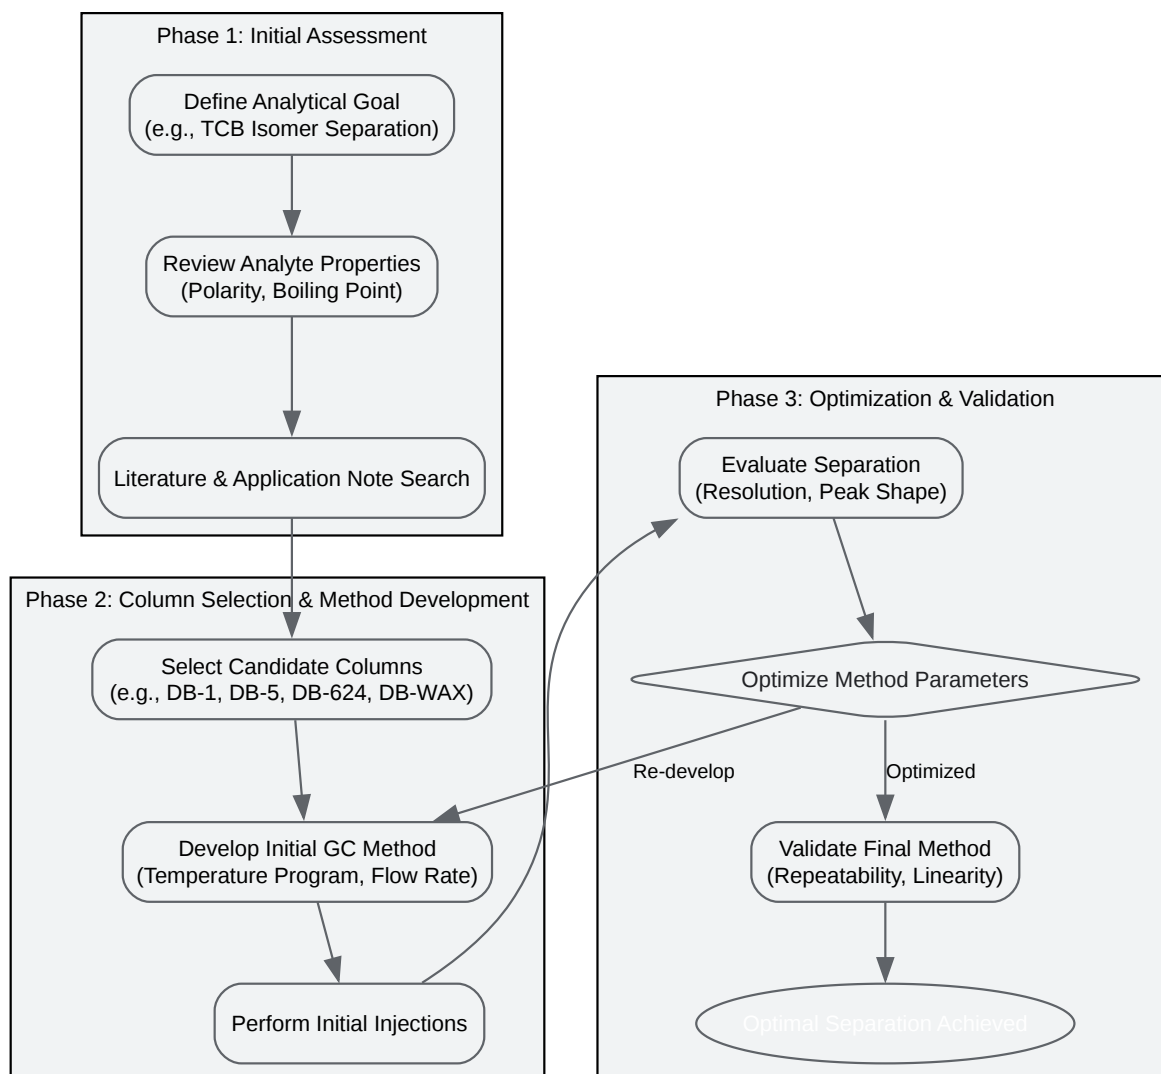 Phase 1: Initial Assessment
Define Analytical Goal
(e.g., TCB Isomer Separation)
Review Analyte Properties
(Polarity, Boiling Point)
Literature & Application Note Search
Phase 2: Column Selection & Method Development
Select Candidate Columns
(e.g., DB-1, DB-5, DB-624, DB-WAX)
Develop Initial GC Method
(Temperature Program, Flow Rate)
Perform Initial Injections
Phase 3: Optimization & Validation
Evaluate Separation
(Resolution, Peak Shape)
Optimize Method Parameters
Re-develop
Optimized
Validate Final Method
(Repeatability, Linearity)
Optimal Separation Achieved